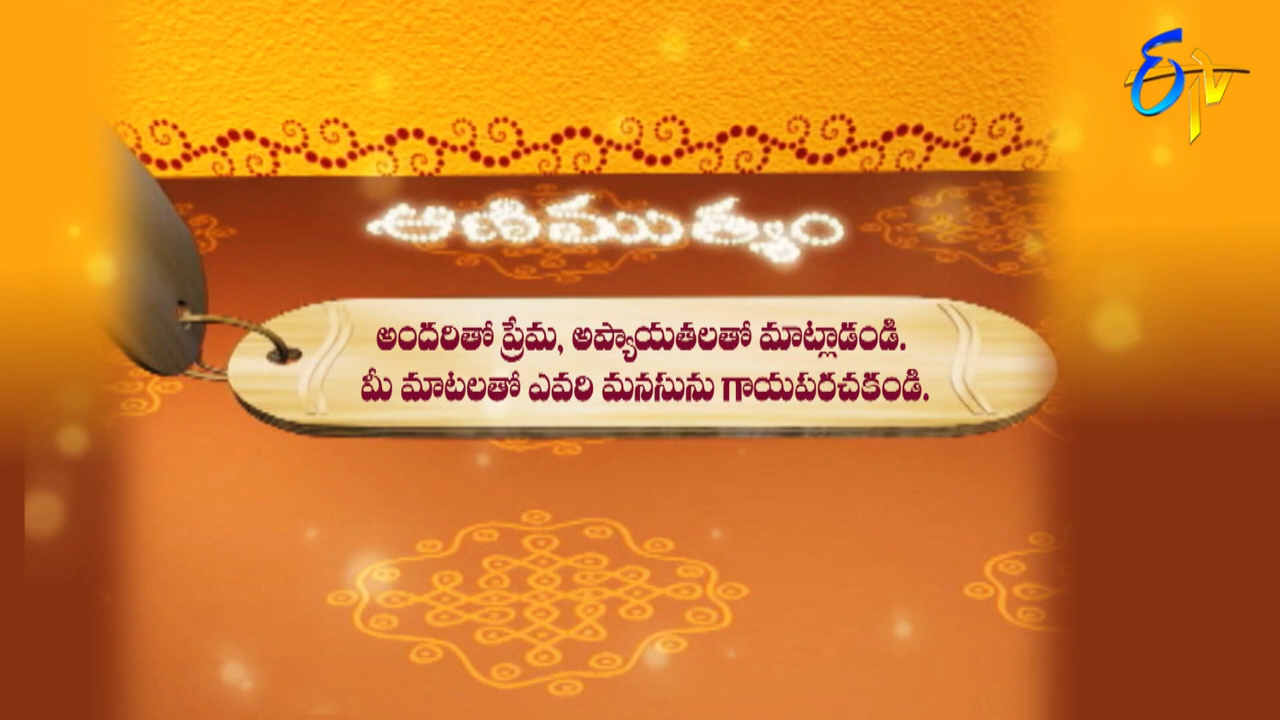 ETV
ఆణిముత్యం
అందరితో ప్రేమ, అప్యాయతలతో మాట్లాడండి.
మీ మాటలతో ఎవరి మనసును గాయపరచకండి.